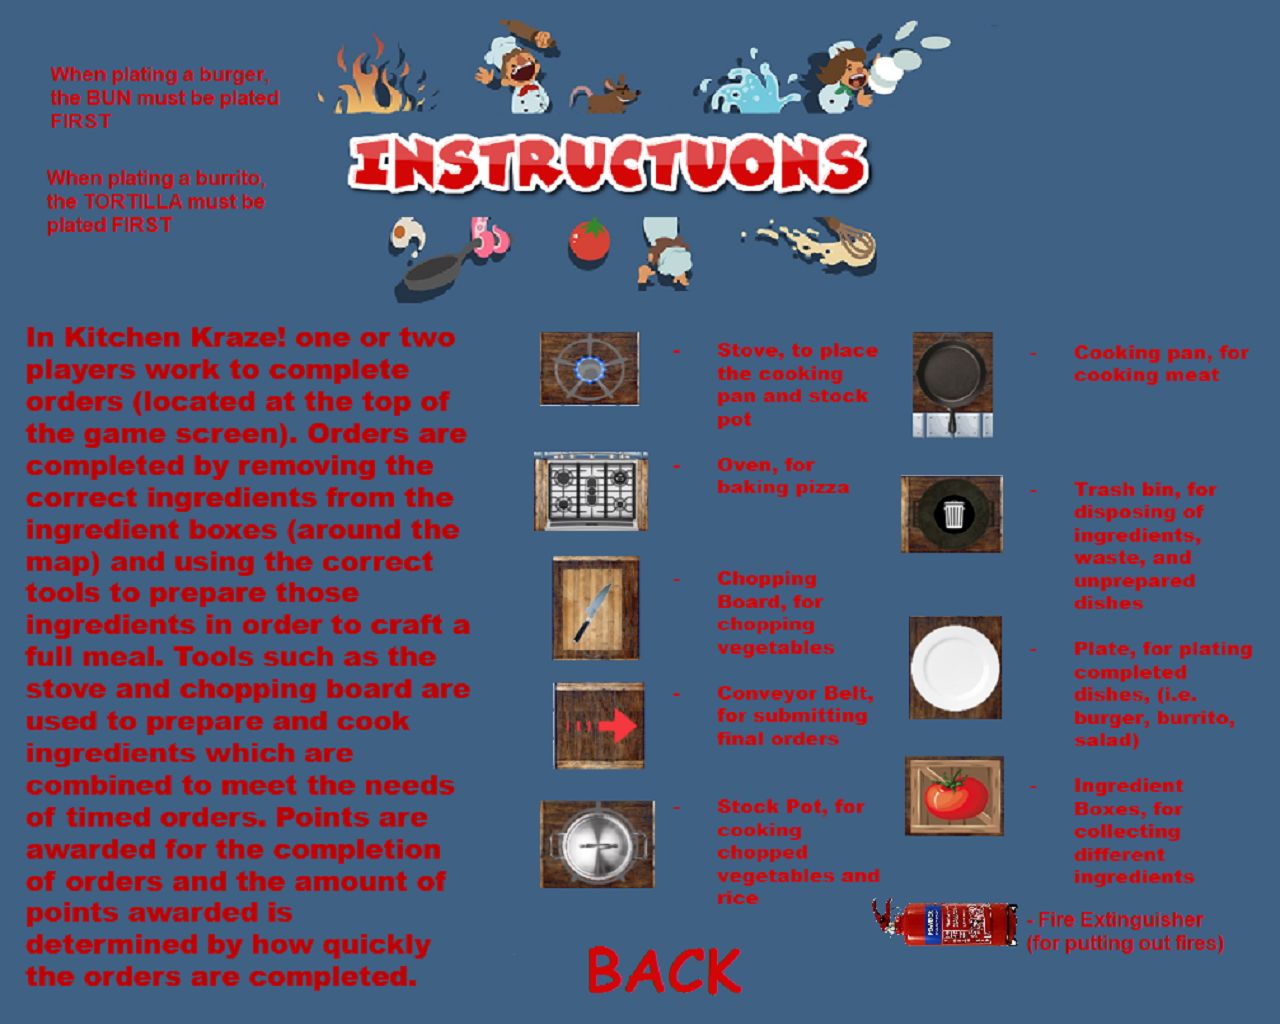 When plating a burger,
the BUN must be plated
FIRST
When plating a burrito,
the TORTILLA must be
plated FIRST
INSTRUCTUONS
In Kitchen Kraze! one or two
players work to complete
orders (located at the top of
the game screen). Orders are
completed by removing the
correct ingredients from the
ingredient boxes (around the
map) and using the correct
tools to prepare those
ingredients in order to craft a
full meal. Tools such as the
stove and chopping board are
used to prepare and cook
ingredients which are
combined to meet the needs
of timed orders. Points are
awarded for the completion
of orders and the amount of
points awarded is
determined by how quickly
the orders are completed.
- Stove, to place
the cooking
pan and stock
pot
- Oven, for
baking pizza
- Chopping
Board, for
chopping
vegetables
- Conveyor Belt,
for submitting
final orders
- Stock Pot, for
cooking
chopped
vegetables and
rice
- Cooking pan, for
cooking meat
- Trash bin, for
disposing of
ingredients,
waste, and
unprepared
dishes
- Plate, for plating
completed
dishes, (i.e.
burger, burrito,
salad)
- Ingredient
Boxes, for
collecting
different
ingredients
- Fire Extinguisher
(for putting out fires)
BACK